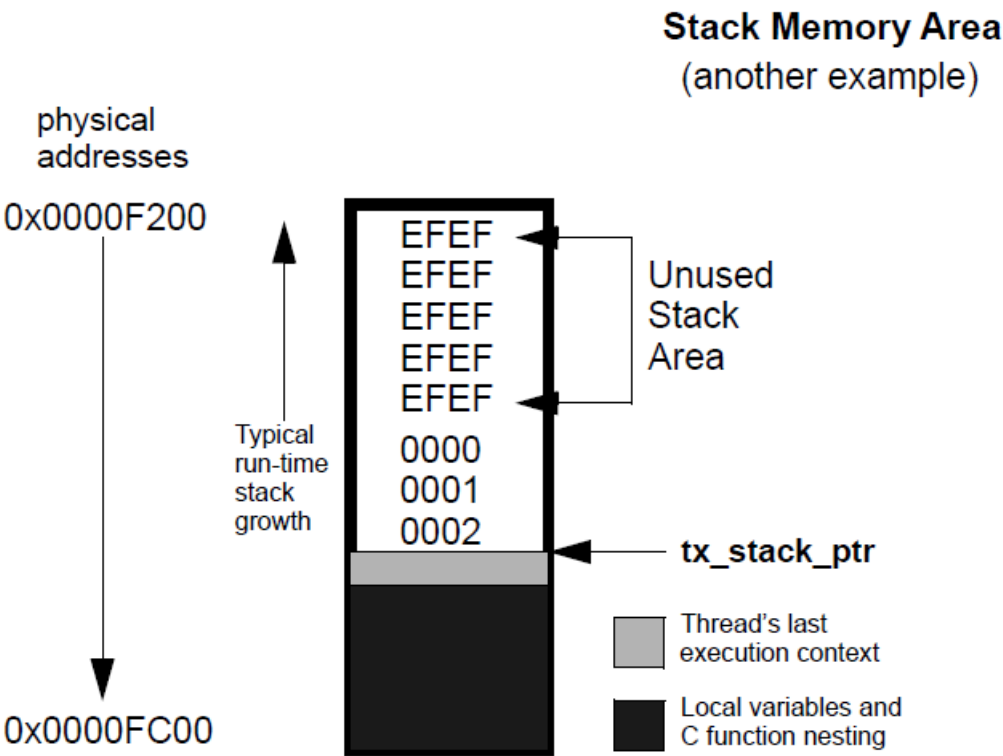 Stack Memory Area
(another example)
physical
addresses
0x0000F200
EFEF
EFEF
EFEF
EFEF
EFEF
Unused
Stack
Area
Typical
run-time
stack
growth
0000
0001
0002
tx_stack_ptr
Thread's last
execution context
Local variables and
C function nesting
0x0000FC00